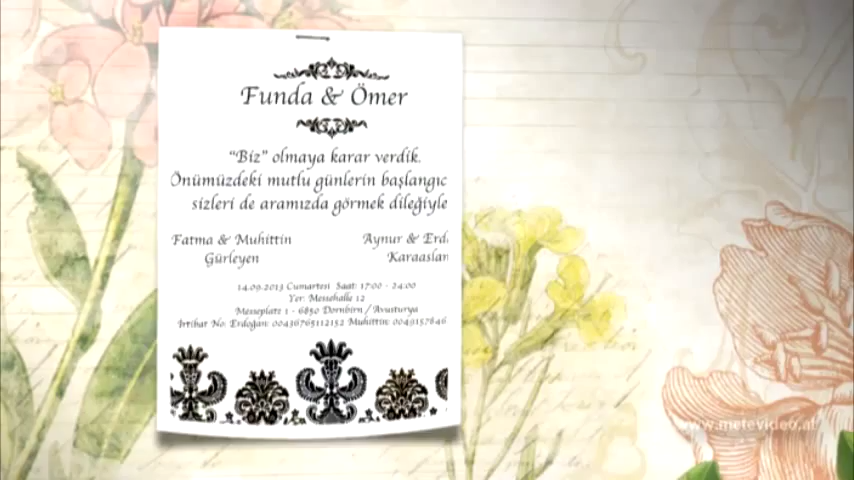 Funda & Ömer
“Biz” olmaya karar verdik.
Önümüzdeki mutlu günlerin başlangıc
sizleri de aramızda görmek dileğiyle
Fatma & Muhittin
Gürleyen
Aynur & Erd
Karaaslan
14.09.2013 Cumartesi Saat: 17:00 - 24:00
Yer: Messehalle 12
Messeplatz 1 - 6850 Dornbirn / Avusturya
İrtibat No: Erdoğan: 00436765112152 Muhittin: 0049157846
www.metevideo.at